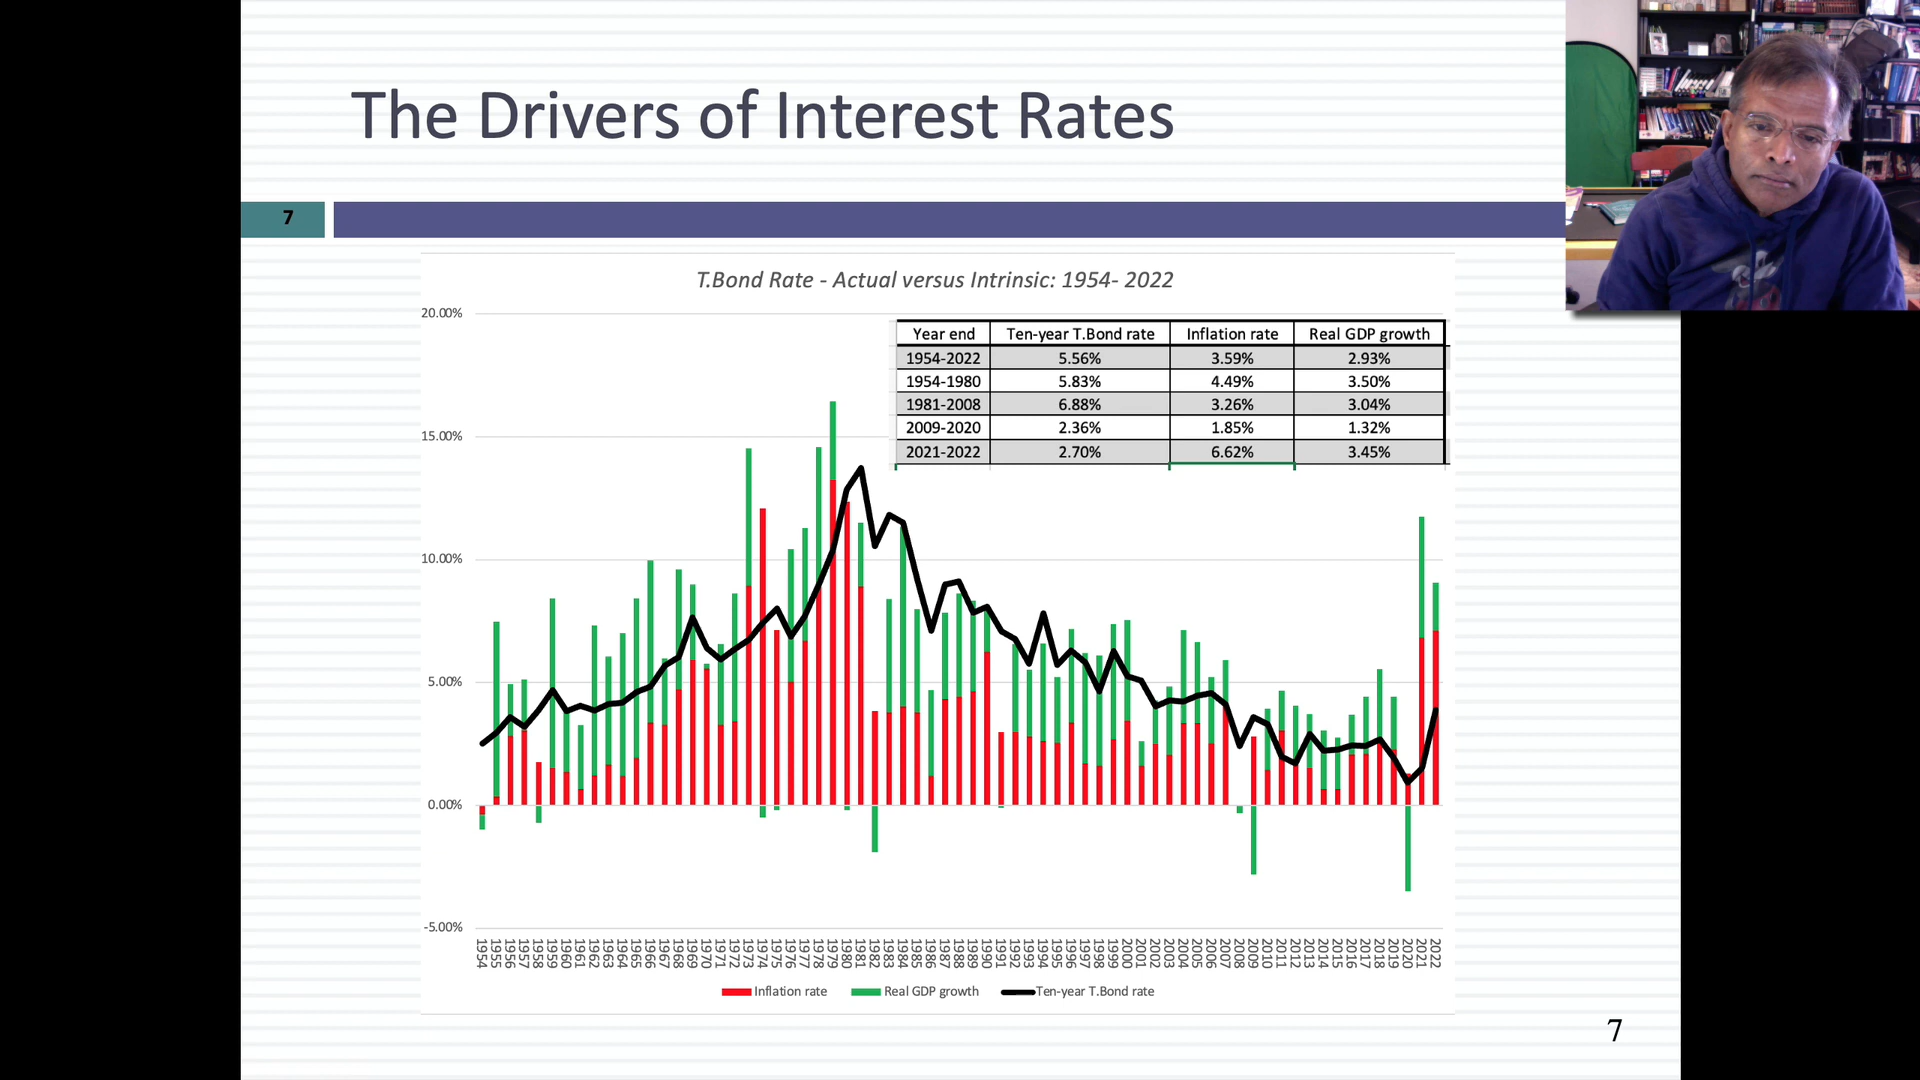 The Drivers of Interest Rates
7
T.Bond Rate - Actual versus Intrinsic: 1954- 2022
20.00%
15.00%
10.00%
5.00%
0.00%
-5.00%
Year end Ten-year T.Bond rate Inflation rate Real GDP growth
1954-2022 5.56% 3.59% 2.93%
1954-1980 5.83% 4.49% 3.50%
1981-2008 6.88% 3.26% 3.04%
2009-2020 2.36% 1.85% 1.32%
2021-2022 2.70% 6.62% 3.45%
1954 1955 1956 1957 1958 1959 1960 1961 1962 1963 1964 1965 1966 1967 1968 1969 1970 1971 1972 1973 1974 1975 1976 1977 1978 1979 1980 1981 1982 1983 1984 1985 1986 1987 1988 1989 1990 1991 1992 1993 1994 1995 1996 1997 1998 1999 2000 2001 2002 2003 2004 2005 2006 2007 2008 2009 2010 2011 2012 2013 2014 2015 2016 2017 2018 2019 2020 2021 2022
Inflation rate Real GDP growth Ten-year T.Bond rate
7